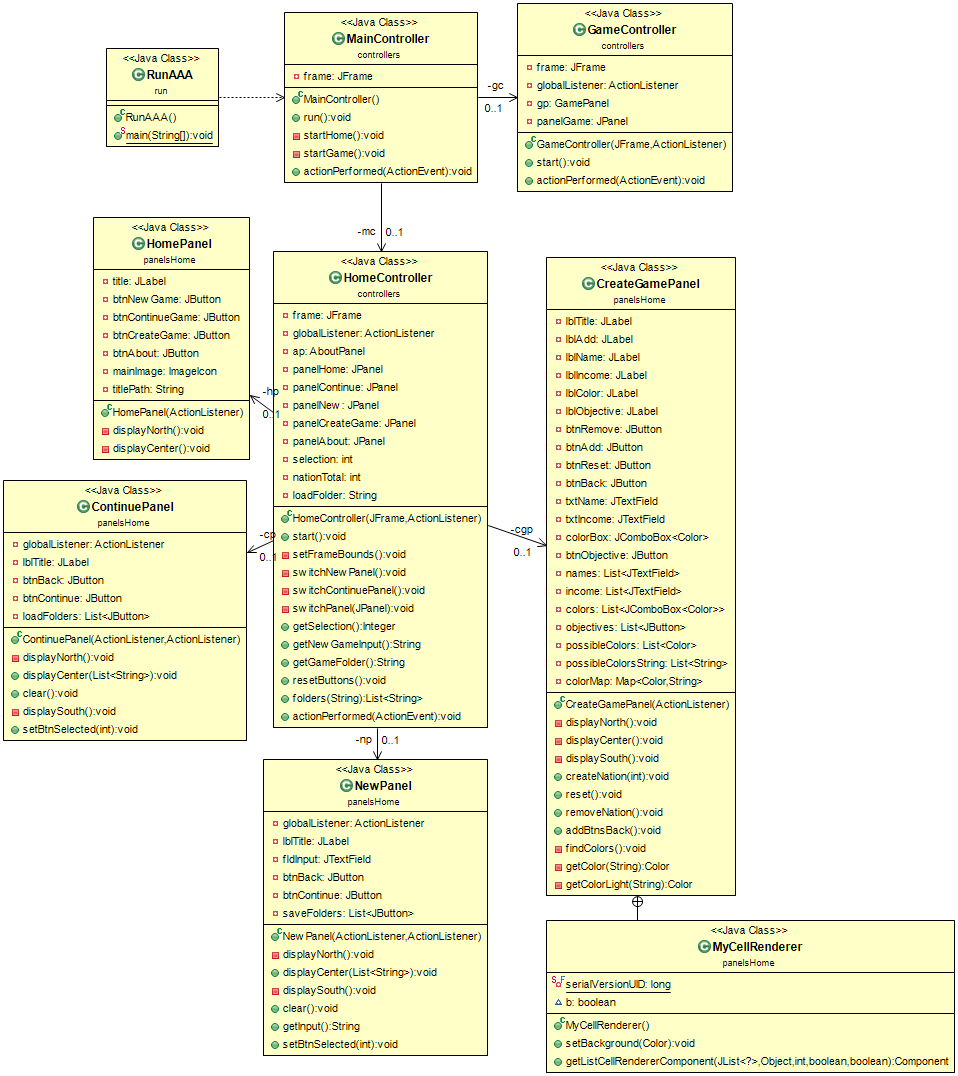 <<Java Class>>
RunAAA
run
RunAAA()
main(String[]):void
<<Java Class>>
MainController
controllers
frame: JFrame
MainController()
run():void
startHome():void
startGame():void
actionPerformed(ActionEvent):void
-gc
0..1
<<Java Class>>
GameController
controllers
frame: JFrame
globalListener: ActionListener
gp: GamePanel
panelGame: JPanel
GameController(JFrame,ActionListener)
start():void
actionPerformed(ActionEvent):void
-mc
0..1
<<Java Class>>
HomePanel
panelsHome
title: JLabel
btnNewGame: JButton
btnContinueGame: JButton
btnCreateGame: JButton
btnAbout: JButton
mainImage: ImageIcon
titlePath: String
HomePanel(ActionListener)
displayNorth():void
displayCenter():void
-hp
0..1
<<Java Class>>
HomeController
controllers
frame: JFrame
globalListener: ActionListener
ap: AboutPanel
panelHome: JPanel
panelContinue: JPanel
panelNew: JPanel
panelCreateGame: JPanel
panelAbout: JPanel
selection: int
nationTotal: int
loadFolder: String
HomeController(JFrame,ActionListener)
start():void
setFrameBounds():void
switchNewPanel():void
switchContinuePanel():void
switchPanel(JPanel):void
getSelection():Integer
getNewGameInput():String
getGameFolder():String
resetButtons():void
folders(String):List<String>
actionPerformed(ActionEvent):void
-cgp
0..1
<<Java Class>>
CreateGamePanel
panelsHome
lblTitle: JLabel
lblAdd: JLabel
lblName: JLabel
lblIncome: JLabel
lblColor: JLabel
lblObjective: JLabel
btnRemove: JButton
btnAdd: JButton
btnReset: JButton
btnBack: JButton
txtName: JTextField
txtIncome: JTextField
colorBox: JComboBox<Color>
btnObjective: JButton
names: List<JTextField>
income: List<JTextField>
colors: List<JComboBox<Color>>
objectives: List<JButton>
possibleColors: List<Color>
possibleColorsString: List<String>
colorMap: Map<Color,String>
CreateGamePanel(ActionListener)
displayNorth():void
displayCenter():void
displaySouth():void
createNation(int):void
reset():void
removeNation():void
addBtnsBack():void
findColors():void
getColor(String):Color
getColorLight(String):Color
<<Java Class>>
ContinuePanel
panelsHome
globalListener: ActionListener
lblTitle: JLabel
btnBack: JButton
btnContinue: JButton
loadFolders: List<JButton>
ContinuePanel(ActionListener,ActionListener)
displayNorth():void
displayCenter(List<String>):void
clear():void
displaySouth():void
setBtnSelected(int):void
-cp
0..1
-np
0..1
<<Java Class>>
NewPanel
panelsHome
globalListener: ActionListener
lblTitle: JLabel
fldInput: JTextField
btnBack: JButton
btnContinue: JButton
saveFolders: List<JButton>
NewPanel(ActionListener,ActionListener)
displayNorth():void
displayCenter(List<String>):void
displaySouth():void
clear():void
getInput():String
setBtnSelected(int):void
<<Java Class>>
MyCellRenderer
panelsHome
serialVersionUID: long
b: boolean
MyCellRenderer()
setBackground(Color):void
getListCellRendererComponent(JList<?>,Object,int,boolean,boolean):Component